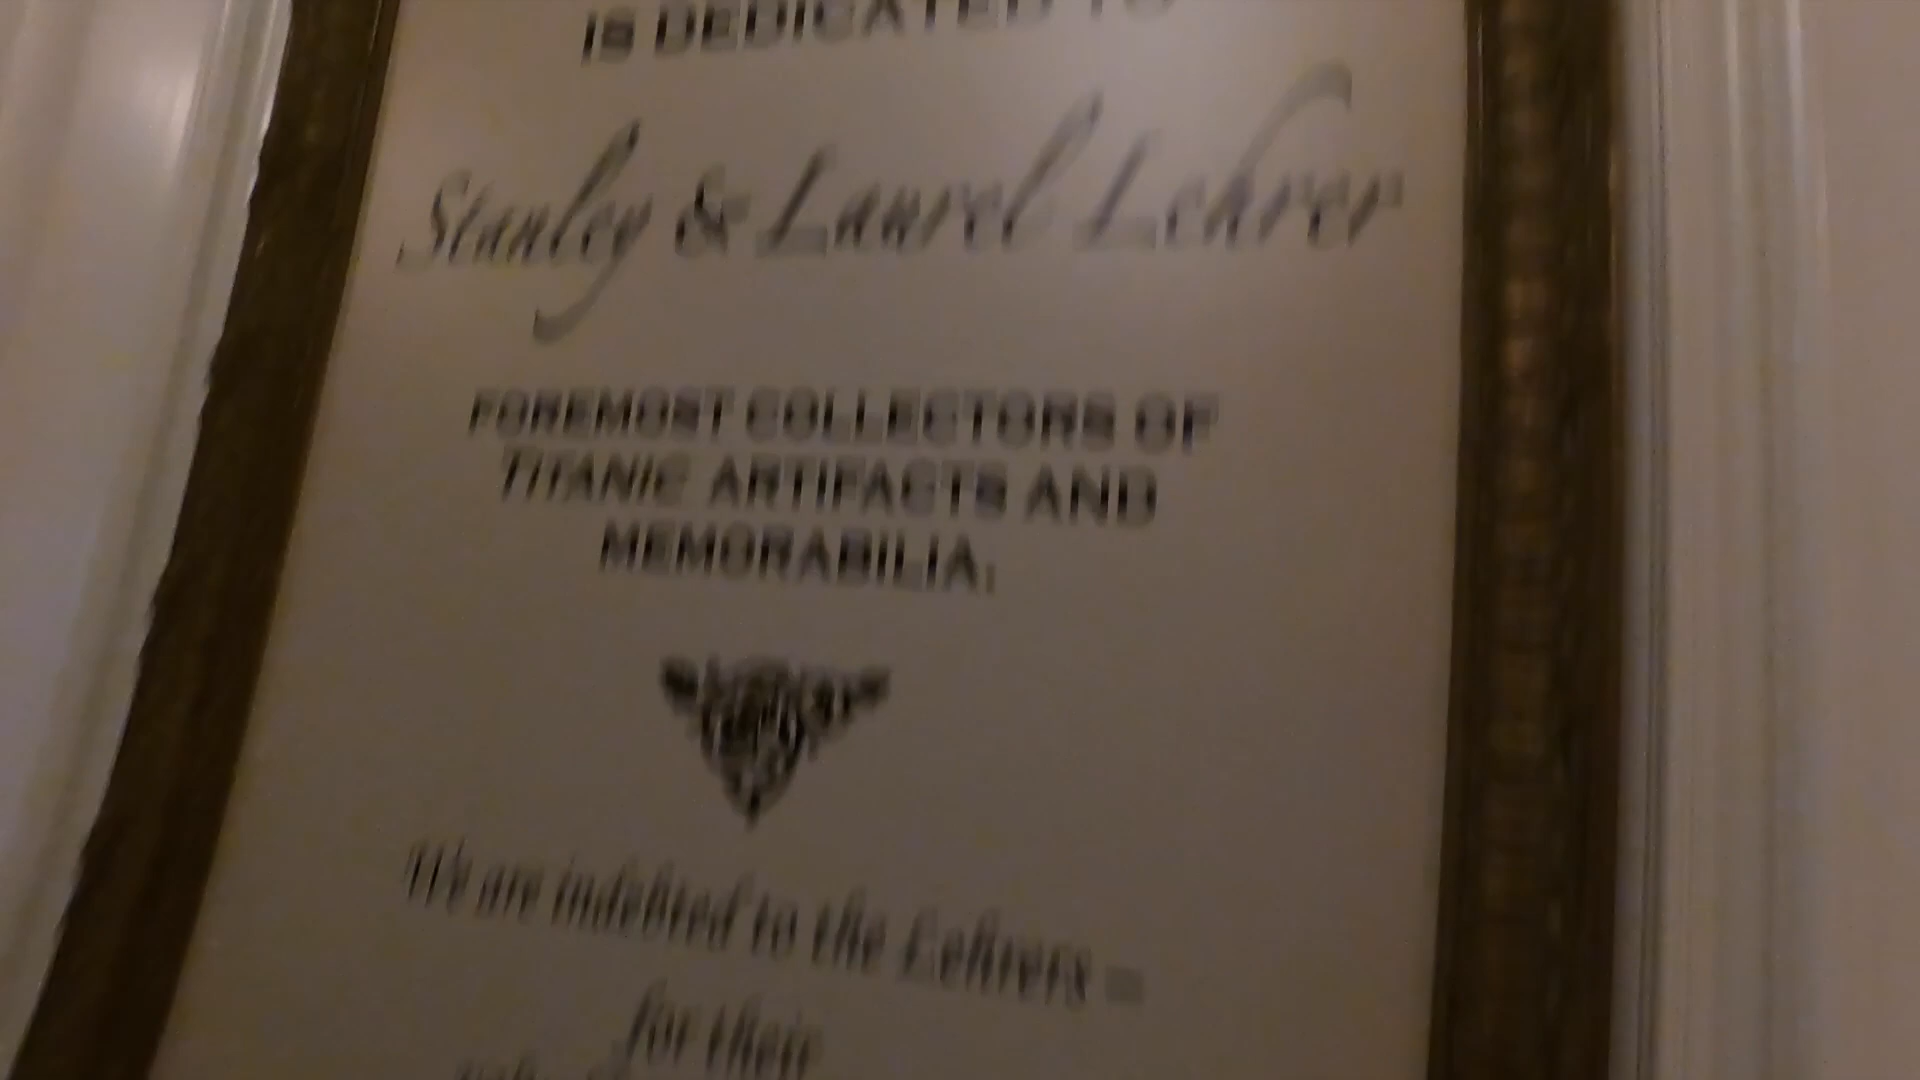 IS DEDICATED TO
Stanley & Laurel Lehrer
FOREMOST COLLECTORS OF
TITANIC ARTIFACTS AND
MEMORABILIA.
We are indebted to the Lehrers –
for their